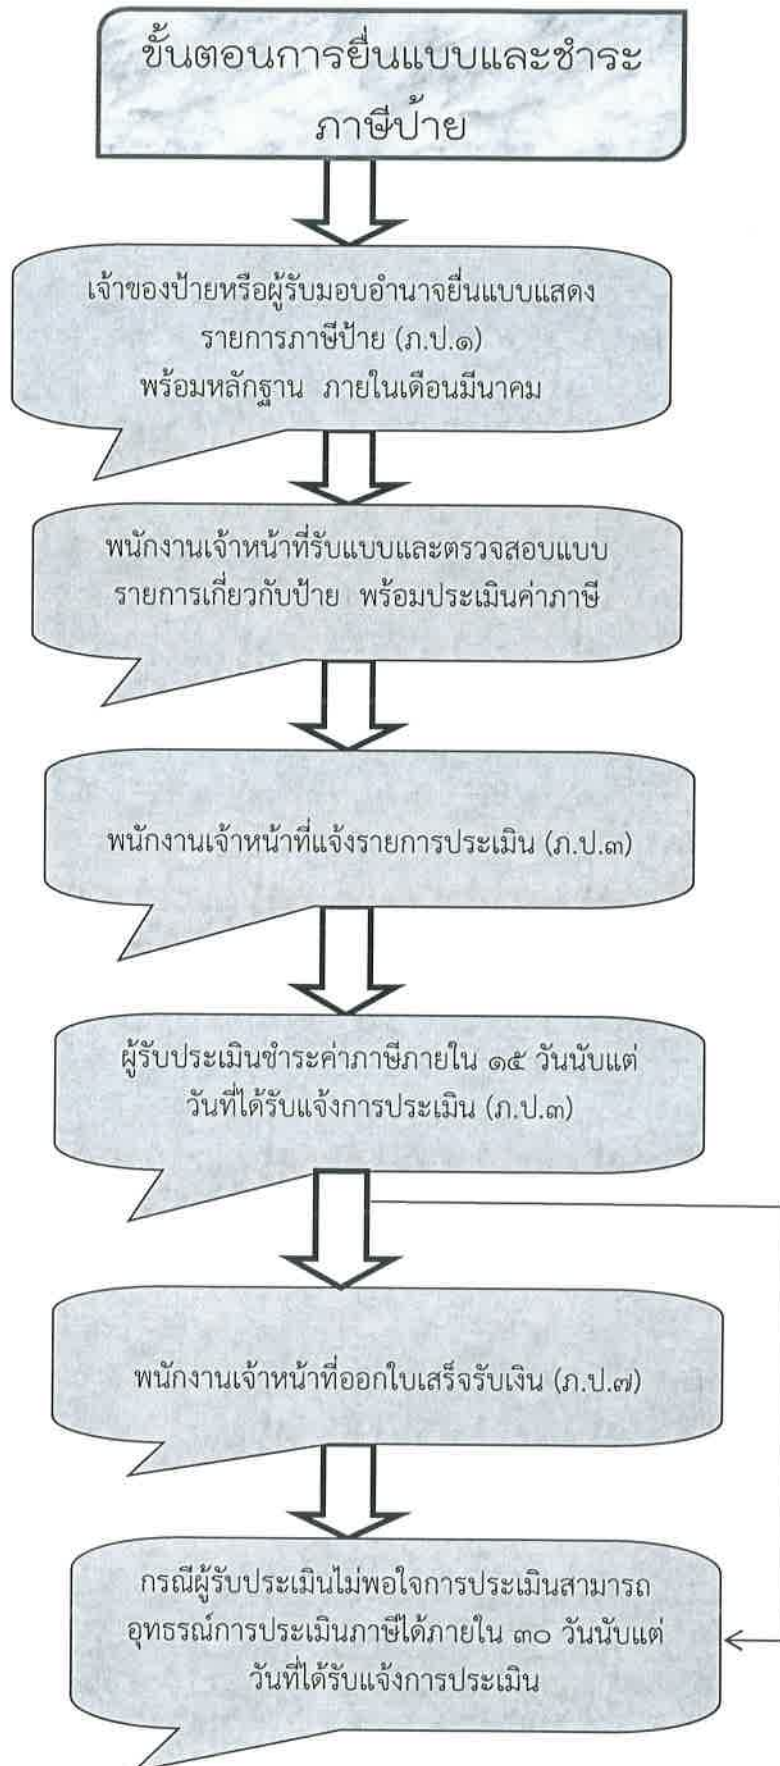 ขั้นตอนการยื่นแบบและชำระ
ภาษีป้าย
เจ้าของป้ายหรือผู้รับมอบอำนาจยื่นแบบแสดง
รายการภาษีป้าย (ภ.ป.๑)
พร้อมหลักฐาน ภายในเดือนมีนาคม
พนักงานเจ้าหน้าที่รับแบบและตรวจสอบแบบ
รายการเกี่ยวกับป้าย พร้อมประเมินค่าภาษี
พนักงานเจ้าหน้าที่แจ้งรายการประเมิน (ภ.ป.๓)
ผู้รับประเมินชำระค่าภาษีภายใน ๑๕ วันนับแต่
วันที่ได้รับแจ้งการประเมิน (ภ.ป.๓)
พนักงานเจ้าหน้าที่ออกใบเสร็จรับเงิน (ภ.ป.๗)
กรณีผู้รับประเมินไม่พอใจการประเมินสามารถ
อุทธรณ์การประเมินภาษีได้ภายใน ๓๐ วันนับแต่
วันที่ได้รับแจ้งการประเมิน